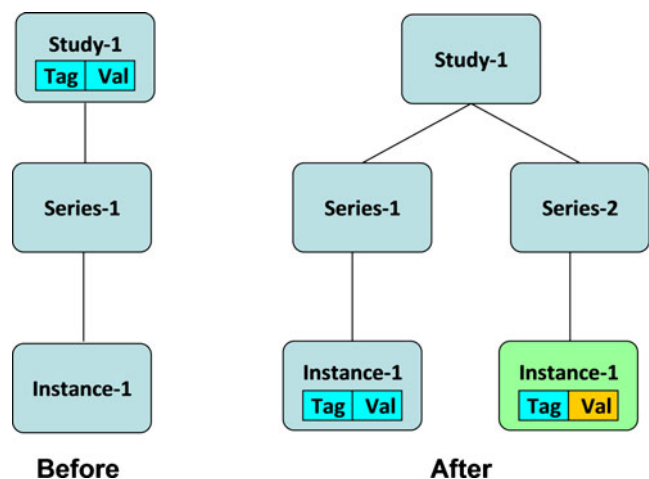 Study-1
Tag Val
Series-1
Instance-1
Before
Study-1
Series-1 Series-2
Instance-1 Instance-1
Tag Val Tag Val
After